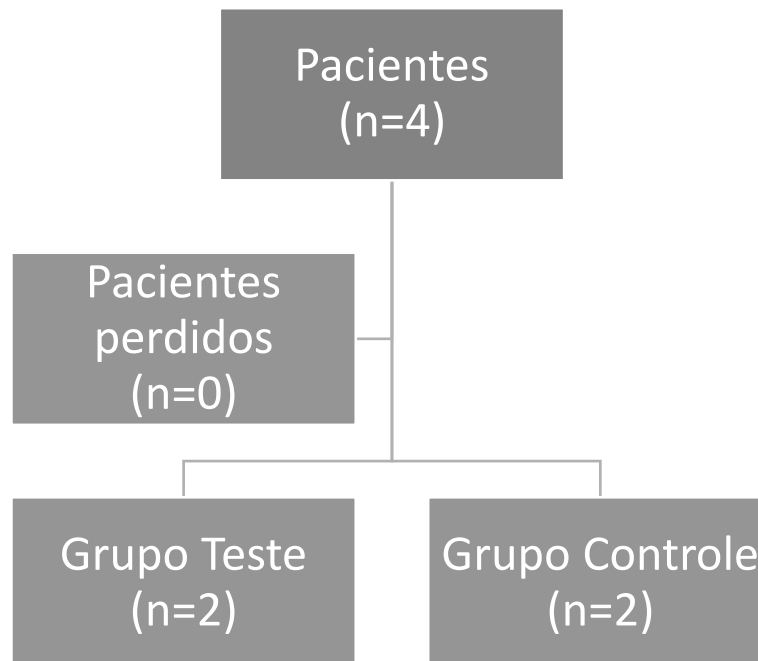 Pacientes
(n=4)
Pacientes
perdidos
(n=0)
Grupo Teste
(n=2)
Grupo Controle
(n=2)